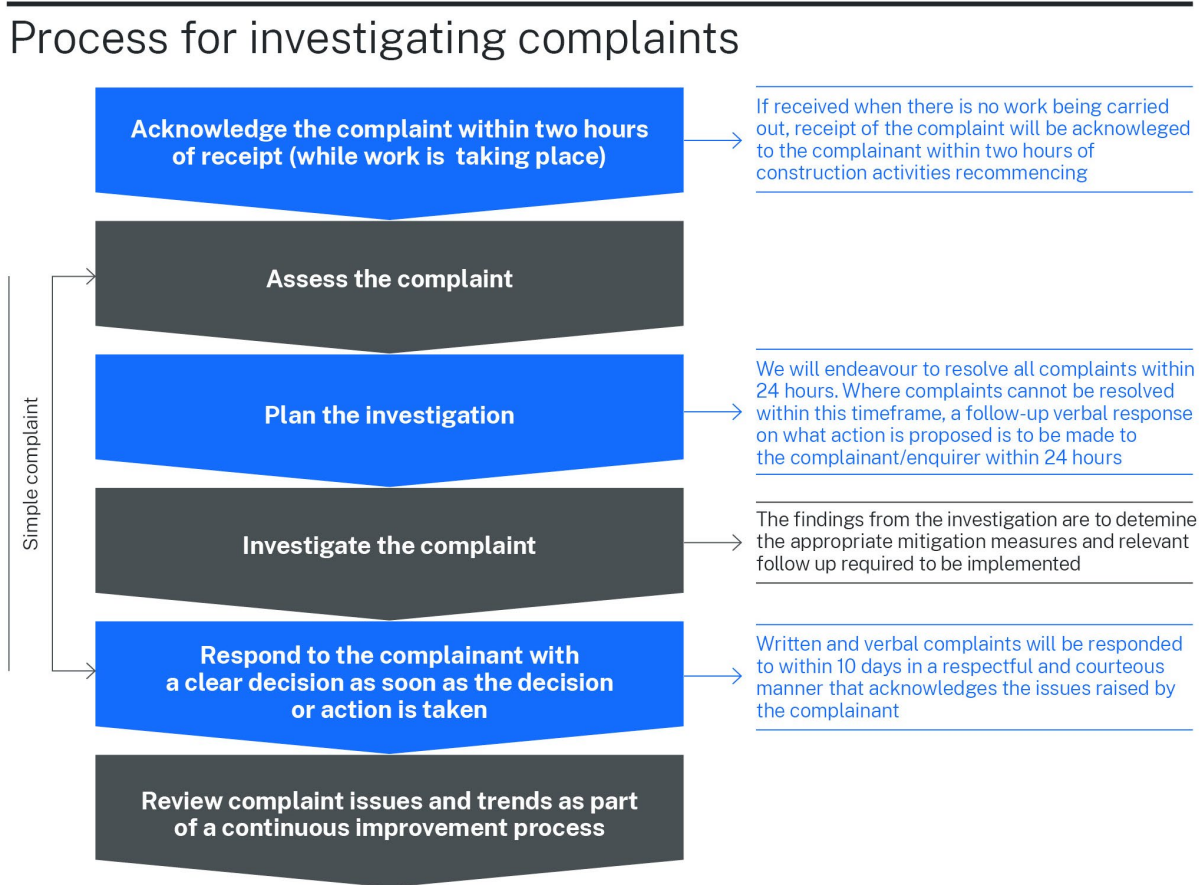 Process for investigating complaints
Acknowledge the complaint within two hours
of receipt (while work is taking place)
If received when there is no work being carried
out, receipt of the complaint will be acknowleged
to the complainant within two hours of
construction activities recommencing
Assess the complaint
Simple complaint
Plan the investigation
We will endeavour to resolve all complaints within
24 hours. Where complaints cannot be resolved
within this timeframe, a follow-up verbal response
on what action is proposed is to be made to
the complainant/enquirer within 24 hours
Investigate the complaint
The findings from the investigation are to detemine
the appropriate mitigation measures and relevant
follow up required to be implemented
Respond to the complainant with
a clear decision as soon as the decision
or action is taken
Written and verbal complaints will be responded
to within 10 days in a respectful and courteous
manner that acknowledges the issues raised by
the complainant
Review complaint issues and trends as part
of a continuous improvement process